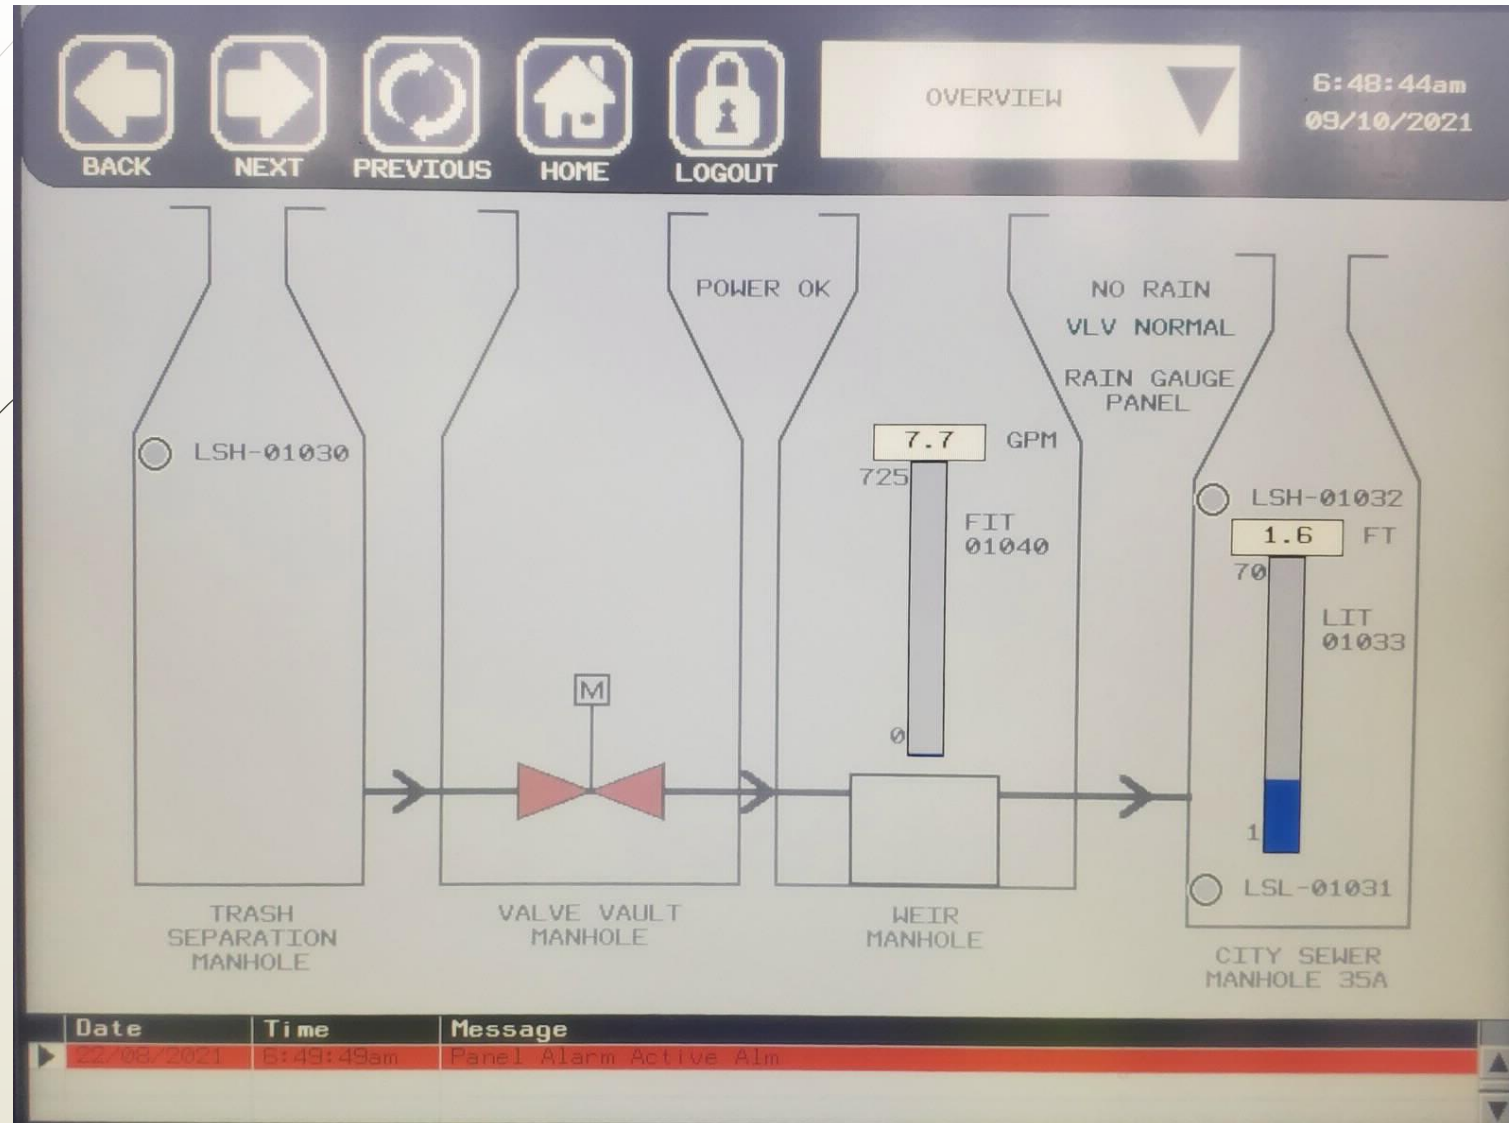 BACK
NEXT
PREVIOUS
HOME
LOGOUT
OVERVIEW
6:48:44am
09/10/2021
POWER OK
NO RAIN
VLV NORMAL
RAIN GAUGE
PANEL
LSH-01030
7.7 GPM
725
FIT
01040
0
M
LSH-01032
1.6 FT
70
LIT
01033
1
LSL-01031
TRASH
SEPARATION
MANHOLE
VALVE VAULT
MANHOLE
WEIR
MANHOLE
CITY SEWER
MANHOLE 35A
Date Time Message
22/08/2021 6:49:49am Panel Alarm Active Alm